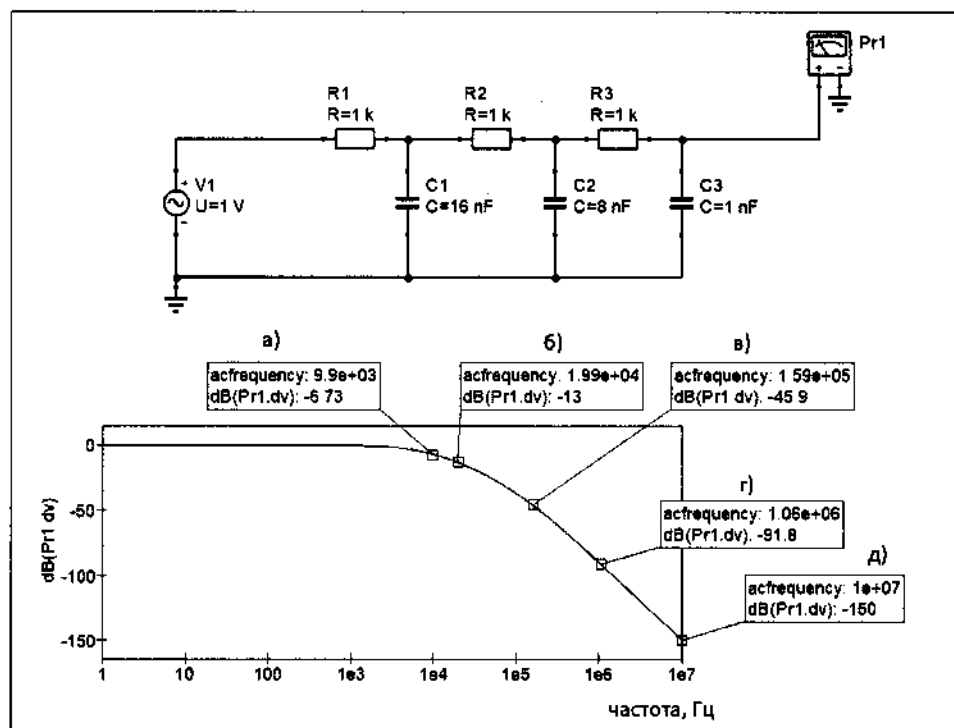 Pr1
R1
R=1 k
R2
R=1 k
R3
R=1 k
V1
U=1 V
C1
C=16 nF
C2
C=8 nF
C3
C=1 nF
а)
б)
в)
acfrequency: 9.9e+03
dB(Pr1.dv): -6 73
acfrequency: 1.99e+04
dB(Pr1.dv): -13
acfrequency: 1 59e+05
dB(Pr1 dv): -45 9
г)
acfrequency: 1.06e+06
dB(Pr1.dv). -91.8
д)
acfrequency: 1e+07
dB(Pr1.dv): -150
dB(Pr1 dv)
0
-50
-100
-150
1
10
100
1e3
1e4
1e5
1e6
1e7
частота, Гц